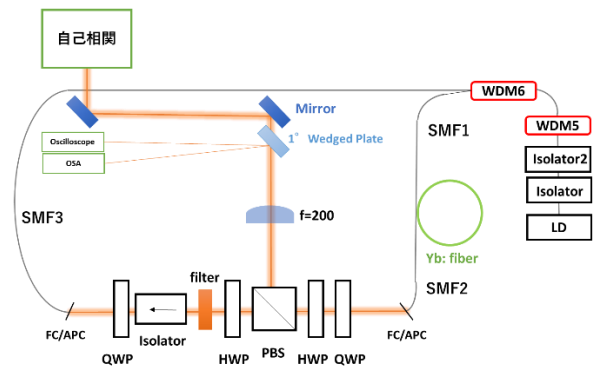 自己相関
WDM6
Mirror
WDM5
SMF1
1° Wedged Plate
Oscilloscope
OSA
Isolator2
Isolator
SMF3
f=200
LD
Yb: fiber
filter
SMF2
FC/APC
Isolator
FC/APC
QWP
HWP
PBS
HWP
QWP